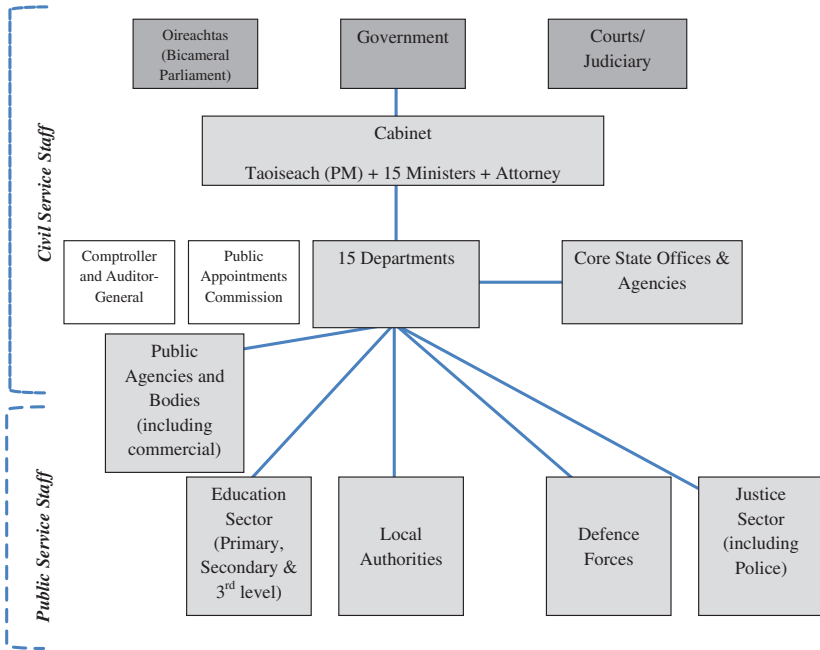 Oireachtas
(Bicameral
Parliament)
Government
Courts/
Judiciary
Cabinet
Taoiseach (PM) + 15 Ministers + Attorney
Civil Service Staff
Comptroller
and Auditor-
General
Public
Appointments
Commission
15 Departments
Core State Offices &
Agencies
Public
Agencies and
Bodies
(including
commercial)
Public Service Staff
Education
Sector
(Primary,
Secondary &
3rd level)
Local
Authorities
Defence
Forces
Justice
Sector
(including
Police)